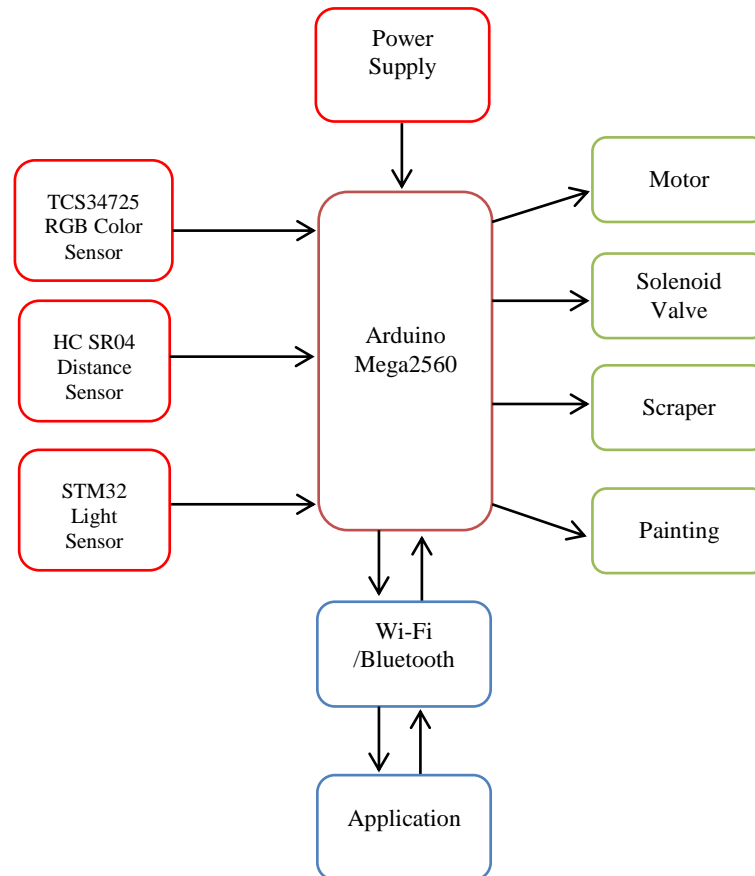 Power
Supply
TCS34725
RGB Color
Sensor
HC SR04
Distance
Sensor
STM32
Light
Sensor
Arduino
Mega2560
Motor
Solenoid
Valve
Scraper
Painting
Wi-Fi
/Bluetooth
Application